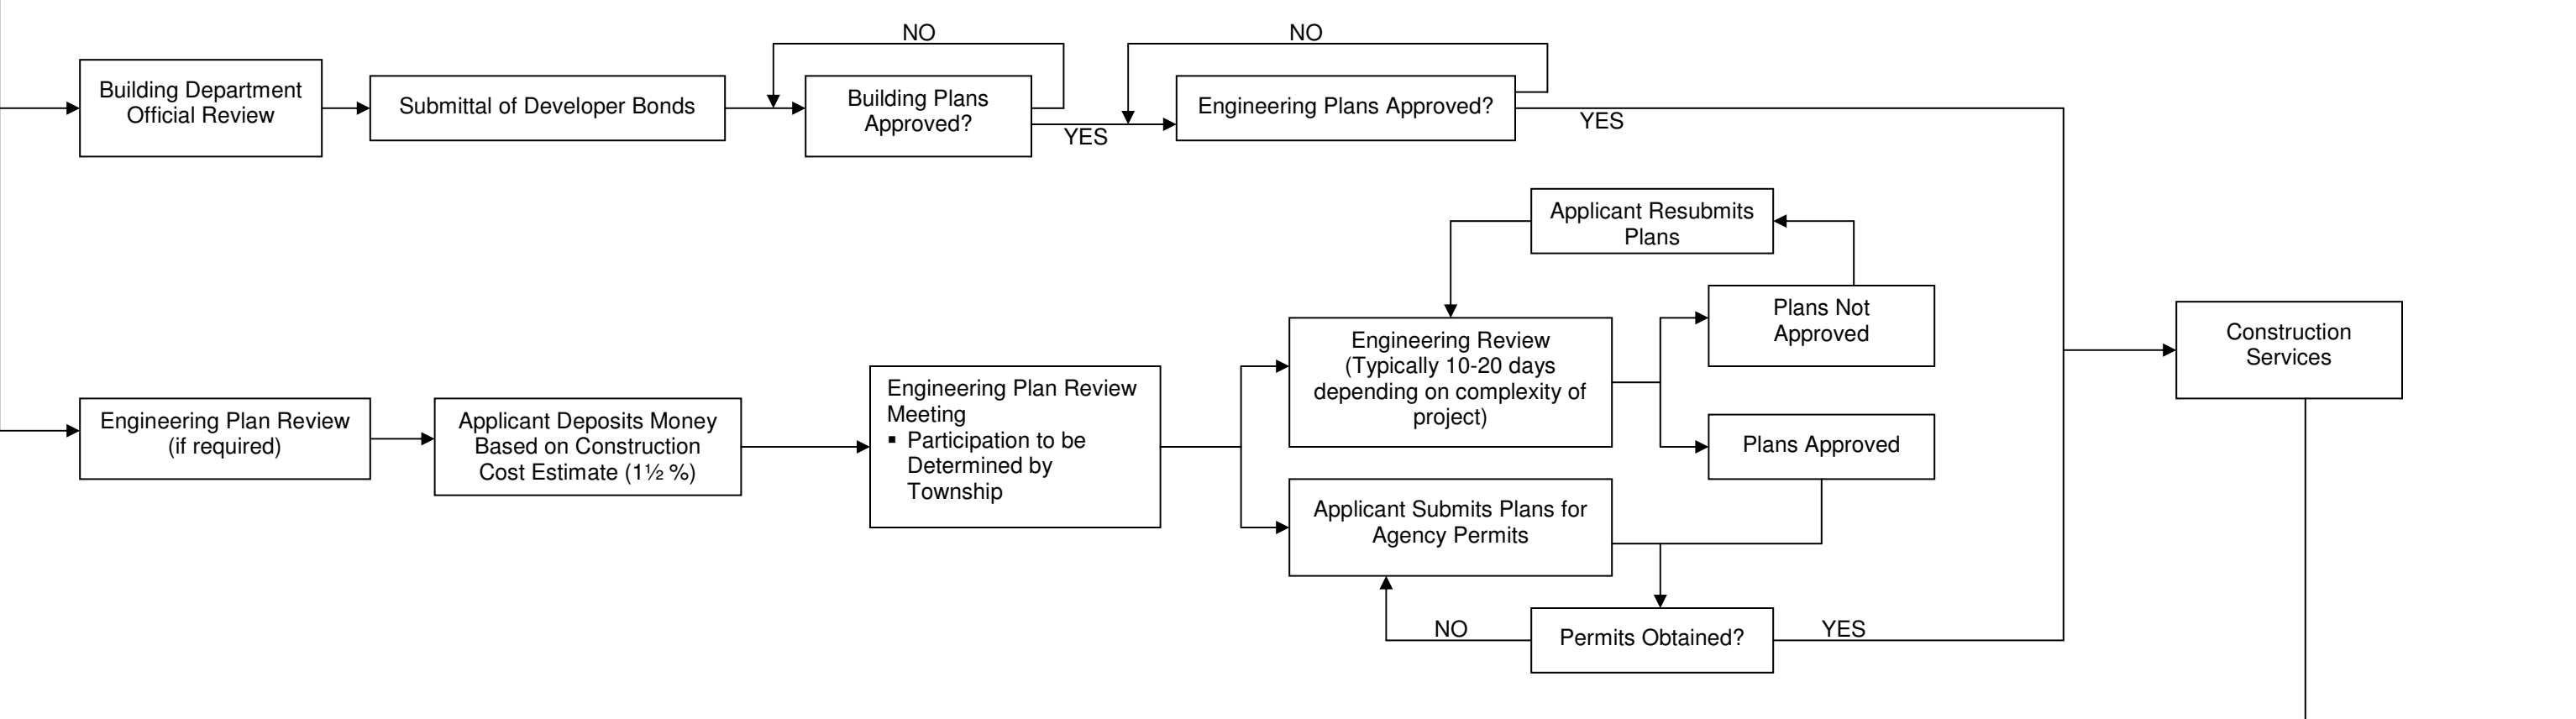 NO
NO
Building Department
Official Review
Submittal of Developer Bonds
Building Plans
Approved?
YES
Engineering Plans Approved?
YES
Applicant Resubmits
Plans
Plans Not
Approved
Construction
Services
Engineering Review
(Typically 10-20 days
depending on complexity of
project)
Engineering Plan Review
(if required)
Applicant Deposits Money
Based on Construction
Cost Estimate (1½ %)
Engineering Plan Review
Meeting
▪ Participation to be
Determined by
Township
Plans Approved
Applicant Submits Plans for
Agency Permits
NO
Permits Obtained?
YES